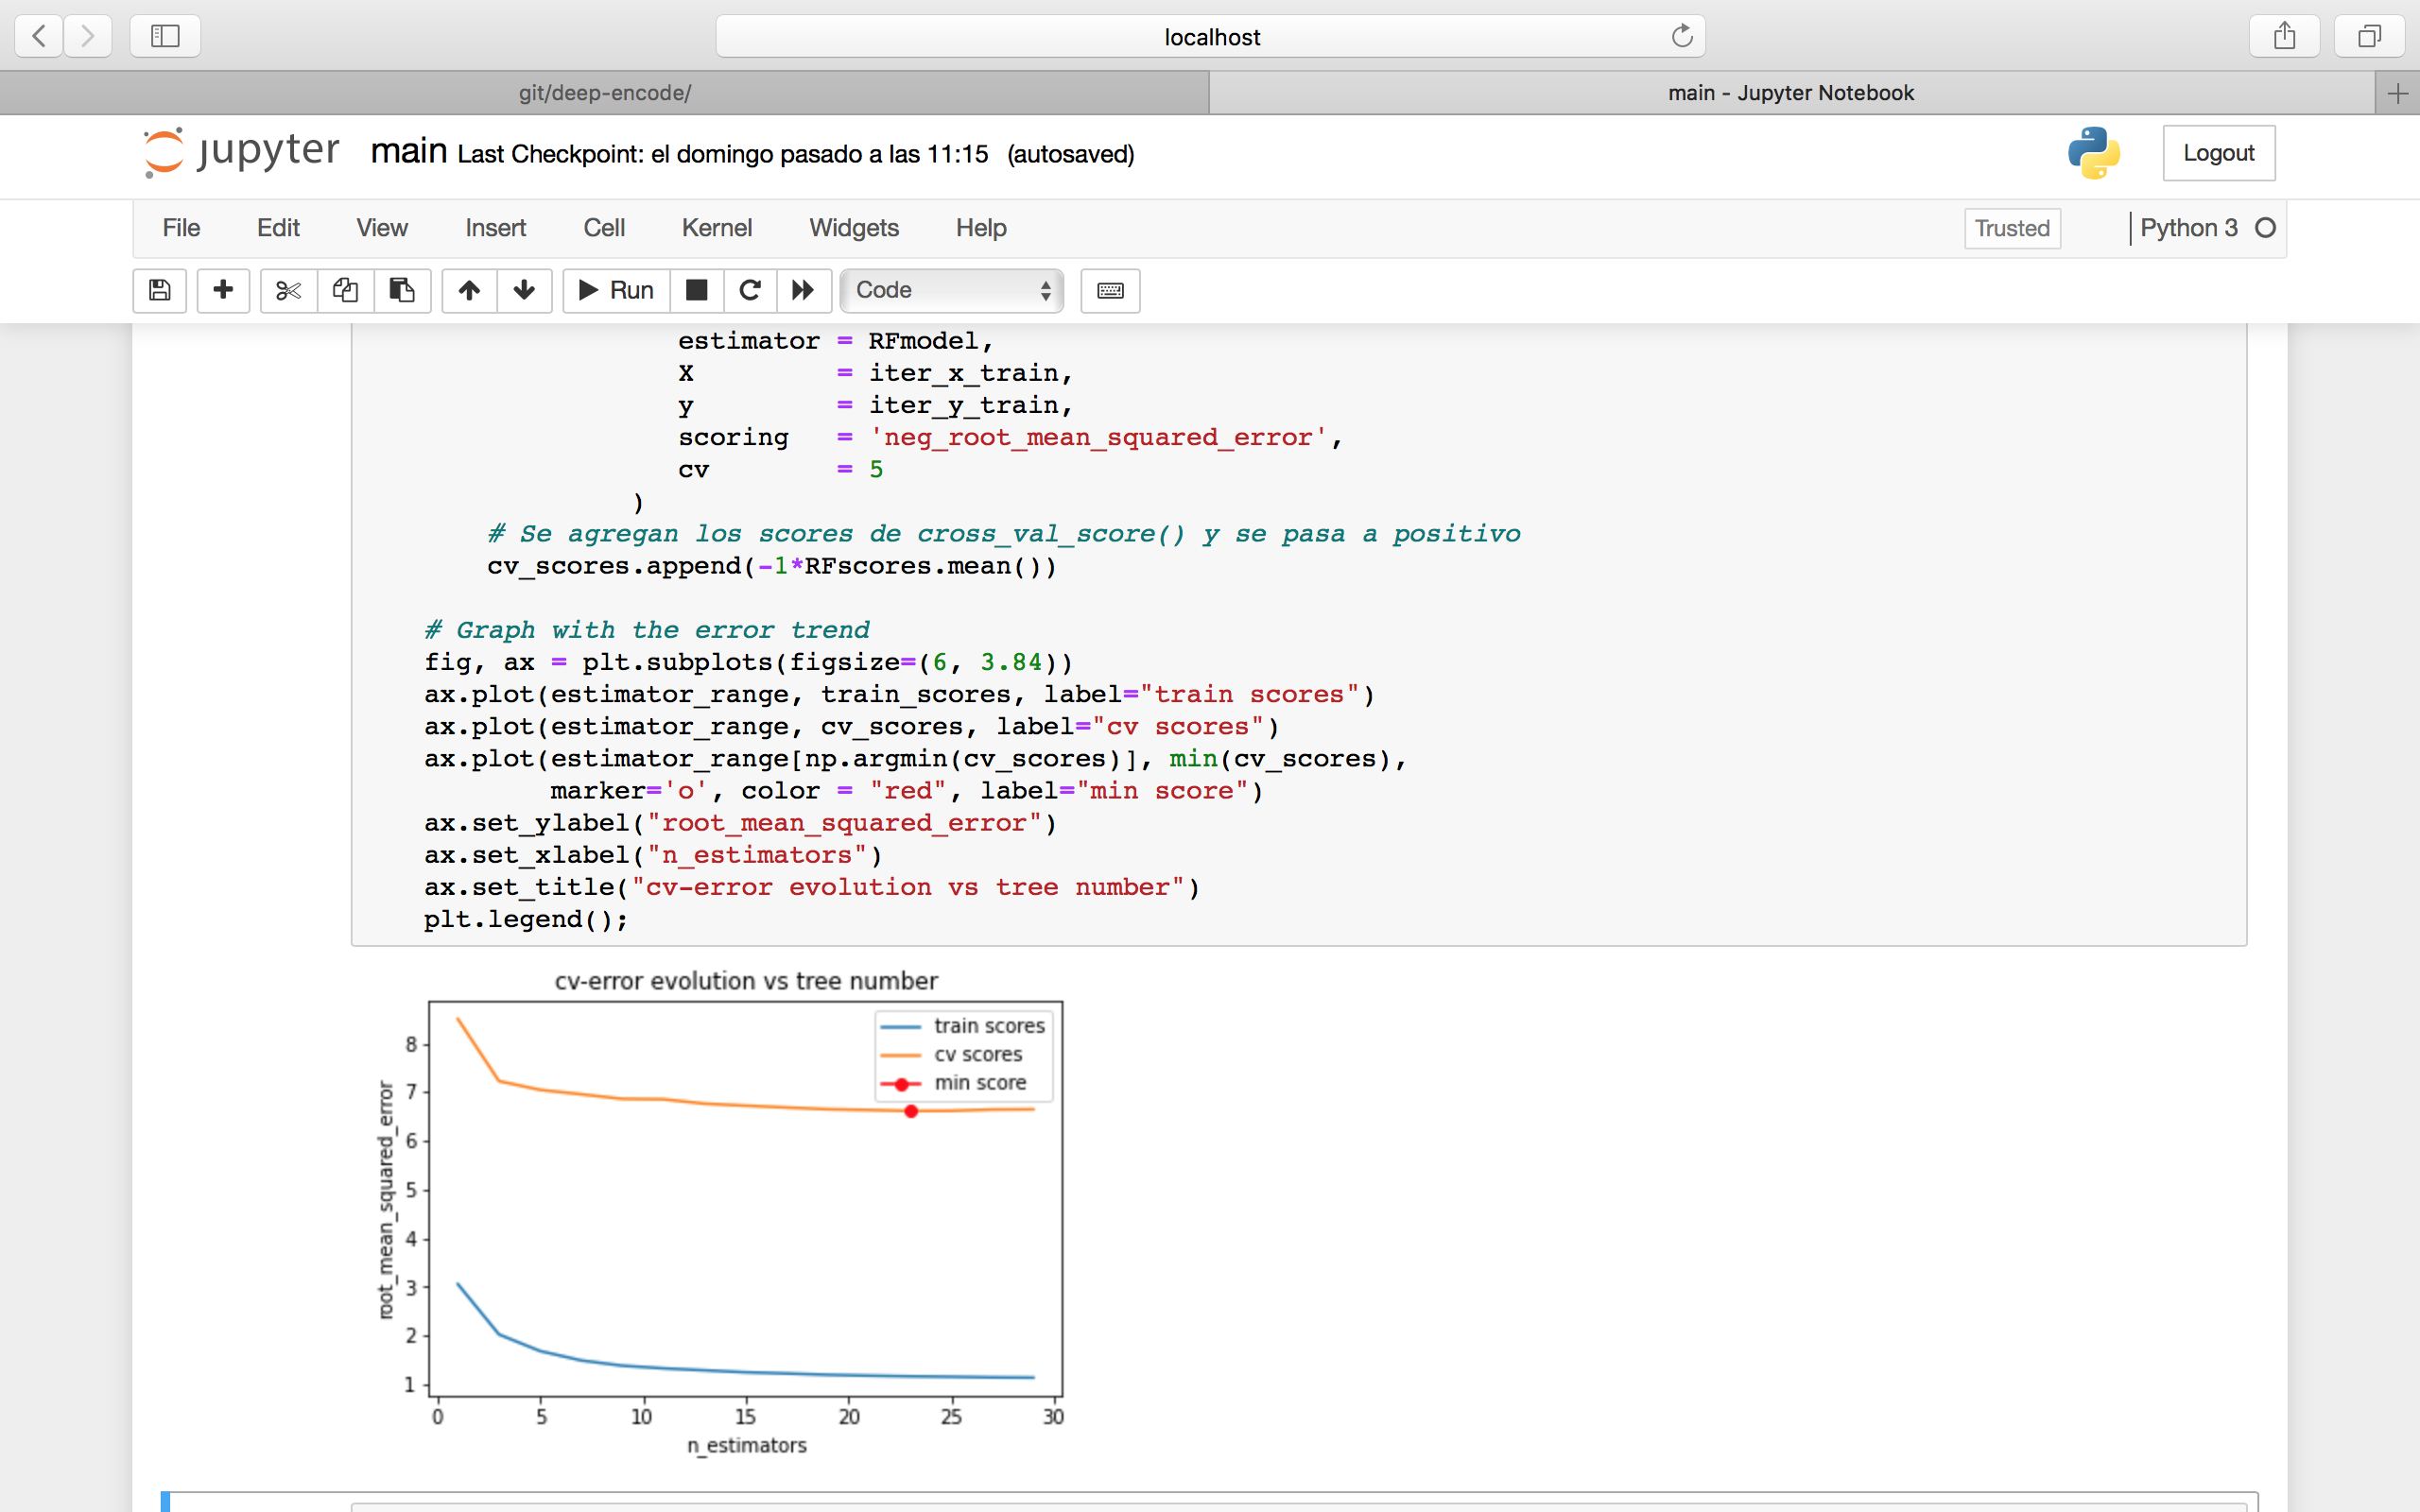 localhost
git/deep-encode/
main - Jupyter Notebook
jupyter main Last Checkpoint: el domingo pasado a las 11:15 (autosaved)
Logout
File Edit View Insert Cell Kernel Widgets Help
Trusted
Python 3
Run
Code
estimator = RFmodel,
X = iter_x_train,
y = iter_y_train,
scoring = 'neg_root_mean_squared_error',
cv = 5
)
# Se agregan los scores de cross_val_score() y se pasa a positivo
cv_scores.append(-1*RFscores.mean())
# Graph with the error trend
fig, ax = plt.subplots(figsize=(6, 3.84))
ax.plot(estimator_range, train_scores, label="train scores")
ax.plot(estimator_range, cv_scores, label="cv scores")
ax.plot(estimator_range[np.argmin(cv_scores)], min(cv_scores),
marker='o', color = "red", label="min score")
ax.set_ylabel("root_mean_squared_error")
ax.set_xlabel("n_estimators")
ax.set_title("cv-error evolution vs tree number")
plt.legend();
cv-error evolution vs tree number
train scores
cv scores
min score
root_mean_squared_error
8
7
6
5
4
3
2
1
0 5 10 15 20 25 30
n_estimators